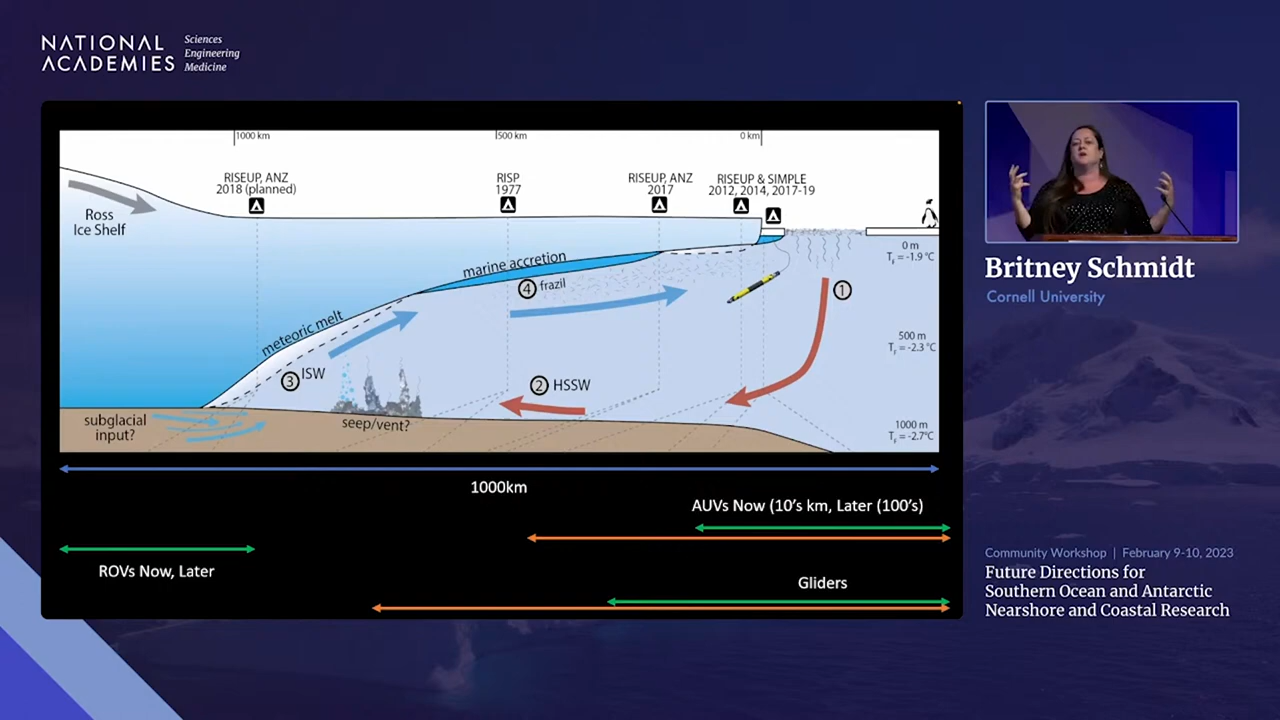 NATIONAL
ACADEMIES
Sciences
Engineering
Medicine
1000 km
500 km
0 km
RISEUP, ANZ
2018 (planned)
RISP
1977
RISEUP, ANZ
2017
RISEUP & SIMPLE
2012, 2014, 2017-19
Ross
Ice Shelf
0 m
T_f = -1.9 °C
marine accretion
4 frazil
1
500 m
T_f = -2.3 °C
meteoric melt
3 ISW
2 HSSW
subglacial
input?
seep/vent?
1000 m
T_f = -2.7°C
1000km
AUVs Now (10's km, Later (100's)
ROVs Now, Later
Gliders
Britney Schmidt
Cornell University
Community Workshop | February 9-10, 2023
Future Directions for
Southern Ocean and Antarctic
Nearshore and Coastal Research